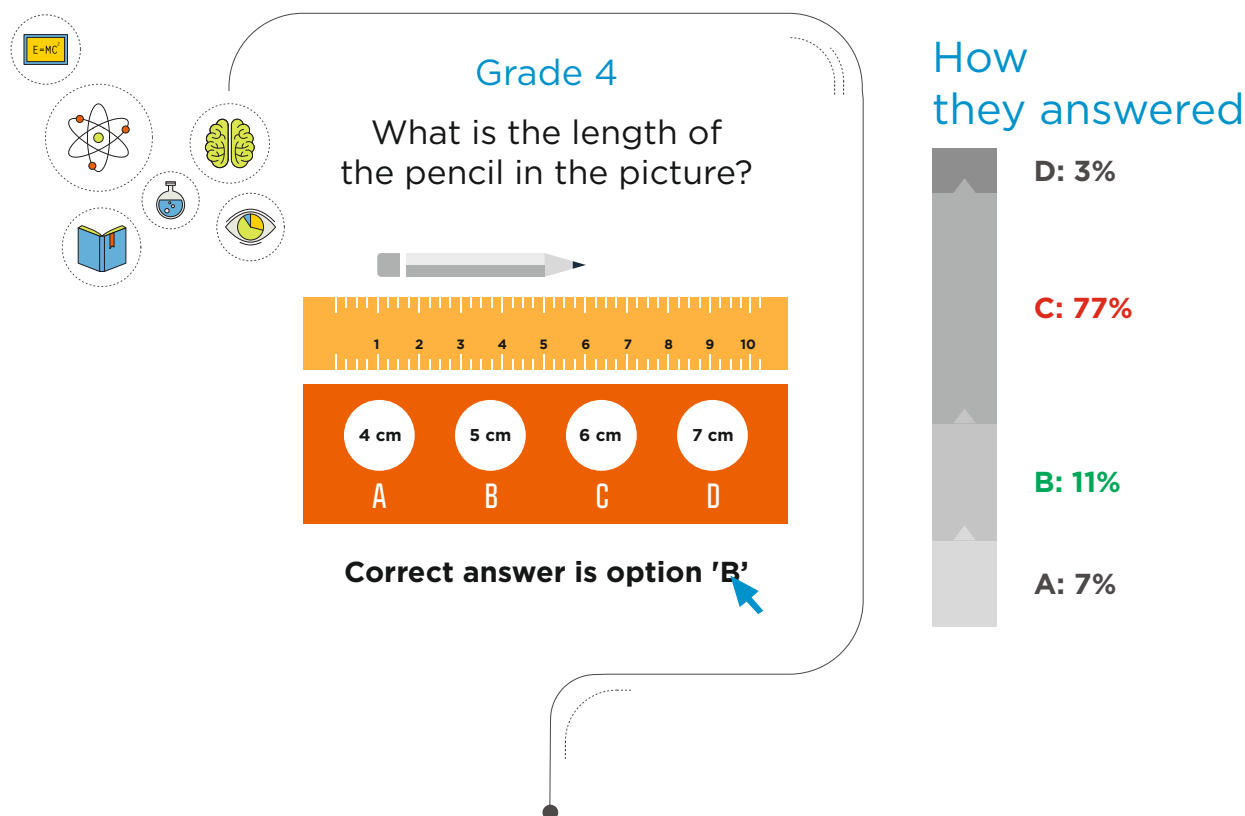 E=MC²
Grade 4
What is the length of
the pencil in the picture?
1 2 3 4 5 6 7 8 9 10
4 cm 5 cm 6 cm 7 cm
A B C D
Correct answer is option 'B’
How
they answered
D: 3%
C: 77%
B: 11%
A: 7%